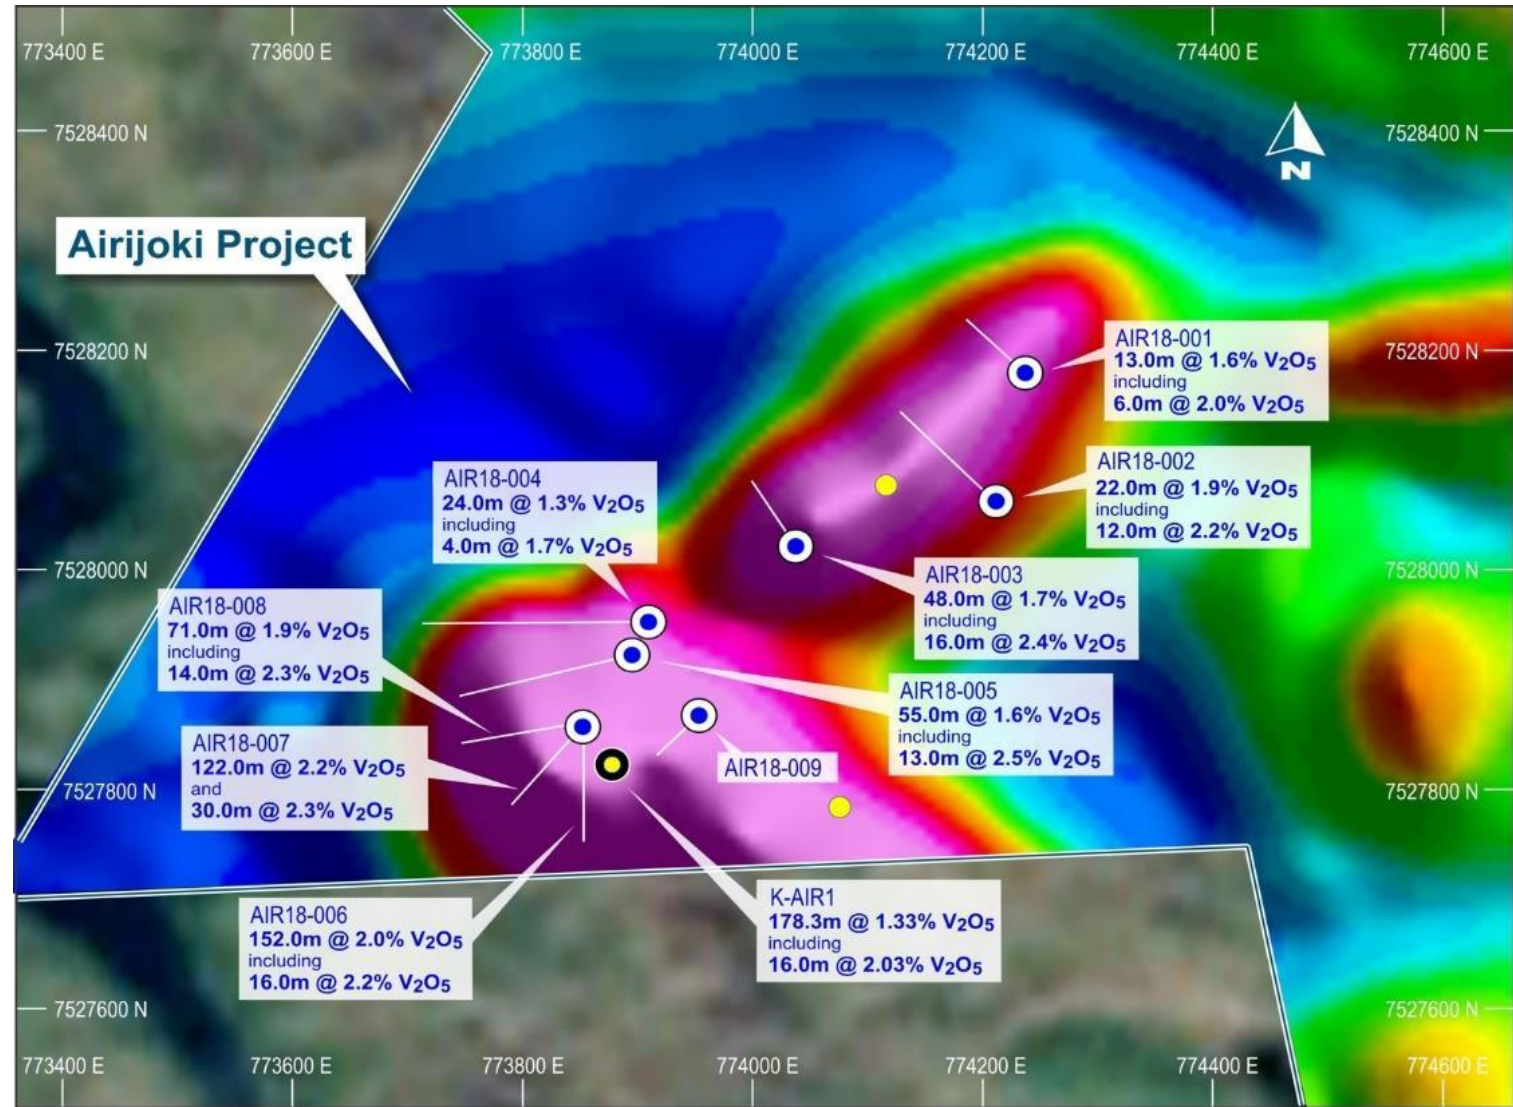 773400 E
773600 E
773800 E
774000 E
774200 E
774400 E
774600 E
7528400 N
7528400 N
N
Airijoki Project
7528200 N
7528200 N
AIR18-001
13.0m @ 1.6% V₂O₅
including
6.0m @ 2.0% V₂O₅
AIR18-002
22.0m @ 1.9% V₂O₅
including
12.0m @ 2.2% V₂O₅
AIR18-004
24.0m @ 1.3% V₂O₅
including
4.0m @ 1.7% V₂O₅
7528000 N
7528000 N
AIR18-003
48.0m @ 1.7% V₂O₅
including
16.0m @ 2.4% V₂O₅
AIR18-008
71.0m @ 1.9% V₂O₅
including
14.0m @ 2.3% V₂O₅
AIR18-005
55.0m @ 1.6% V₂O₅
including
13.0m @ 2.5% V₂O₅
AIR18-007
122.0m @ 2.2% V₂O₅
and
30.0m @ 2.3% V₂O₅
AIR18-009
7527800 N
7527800 N
K-AIR1
178.3m @ 1.33% V₂O₅
including
16.0m @ 2.03% V₂O₅
AIR18-006
152.0m @ 2.0% V₂O₅
including
16.0m @ 2.2% V₂O₅
7527600 N
7527600 N
773400 E
773600 E
773800 E
774000 E
774200 E
774400 E
774600 E